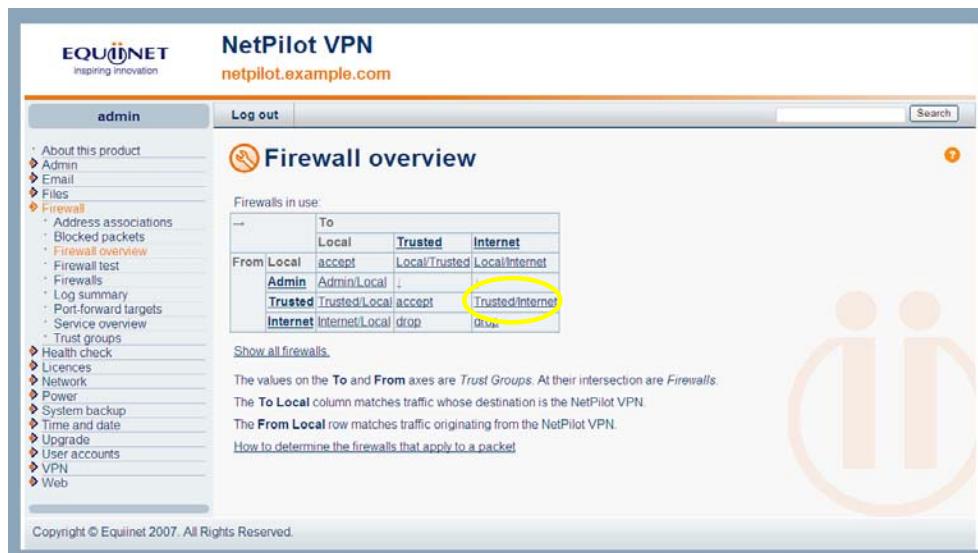 EQUiiNET
inspiring innovation
NetPilot VPN
netpilot.example.com
admin
Log out
Search
About this product
Admin
Email
Files
Firewall
Address associations
Blocked packets
Firewall overview
Firewall test
Firewalls
Log summary
Port-forward targets
Service overview
Trust groups
Health check
Licences
Network
Power
System backup
Time and date
Upgrade
User accounts
VPN
Web
Firewall overview
?
Firewalls in use:
→ To
Local Trusted Internet
From Local accept Local/Trusted Local/Internet
Admin Admin/Local ↓ ↓
Trusted Trusted/Local accept Trusted/Internet
Internet Internet/Local drop drop
Show all firewalls.
The values on the To and From axes are Trust Groups. At their intersection are Firewalls.
The To Local column matches traffic whose destination is the NetPilot VPN.
The From Local row matches traffic originating from the NetPilot VPN.
How to determine the firewalls that apply to a packet
Copyright © Equiinet 2007. All Rights Reserved.